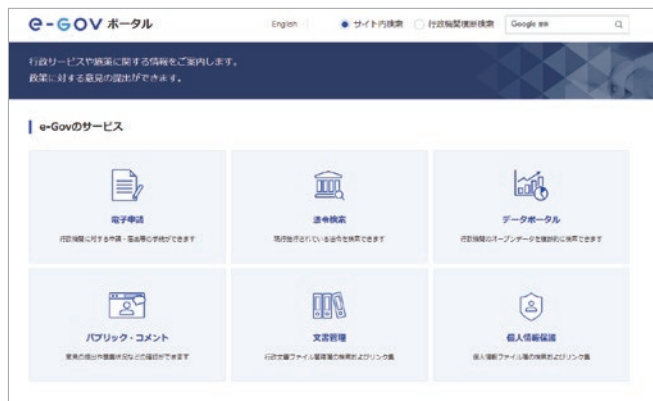 e-GOV ポータル
English
サイト内検索
行政機関横断検索
Google 検索
行政サービスや施策に関する情報をご案内します。
政策に対する意見の提出ができます。
e-Govのサービス
電子申請
法令検索
データポータル
行政機関に対する申請・届出等の手続ができます
現行施行されている法令を検索できます
行政機関のオープンデータを横断的に検索できます
パブリック・コメント
文書管理
個人情報保護
意見の提出や募集状況などの確認ができます
行政文書ファイル管理簿の検索およびリンク集
個人情報ファイル簿の検索およびリンク集